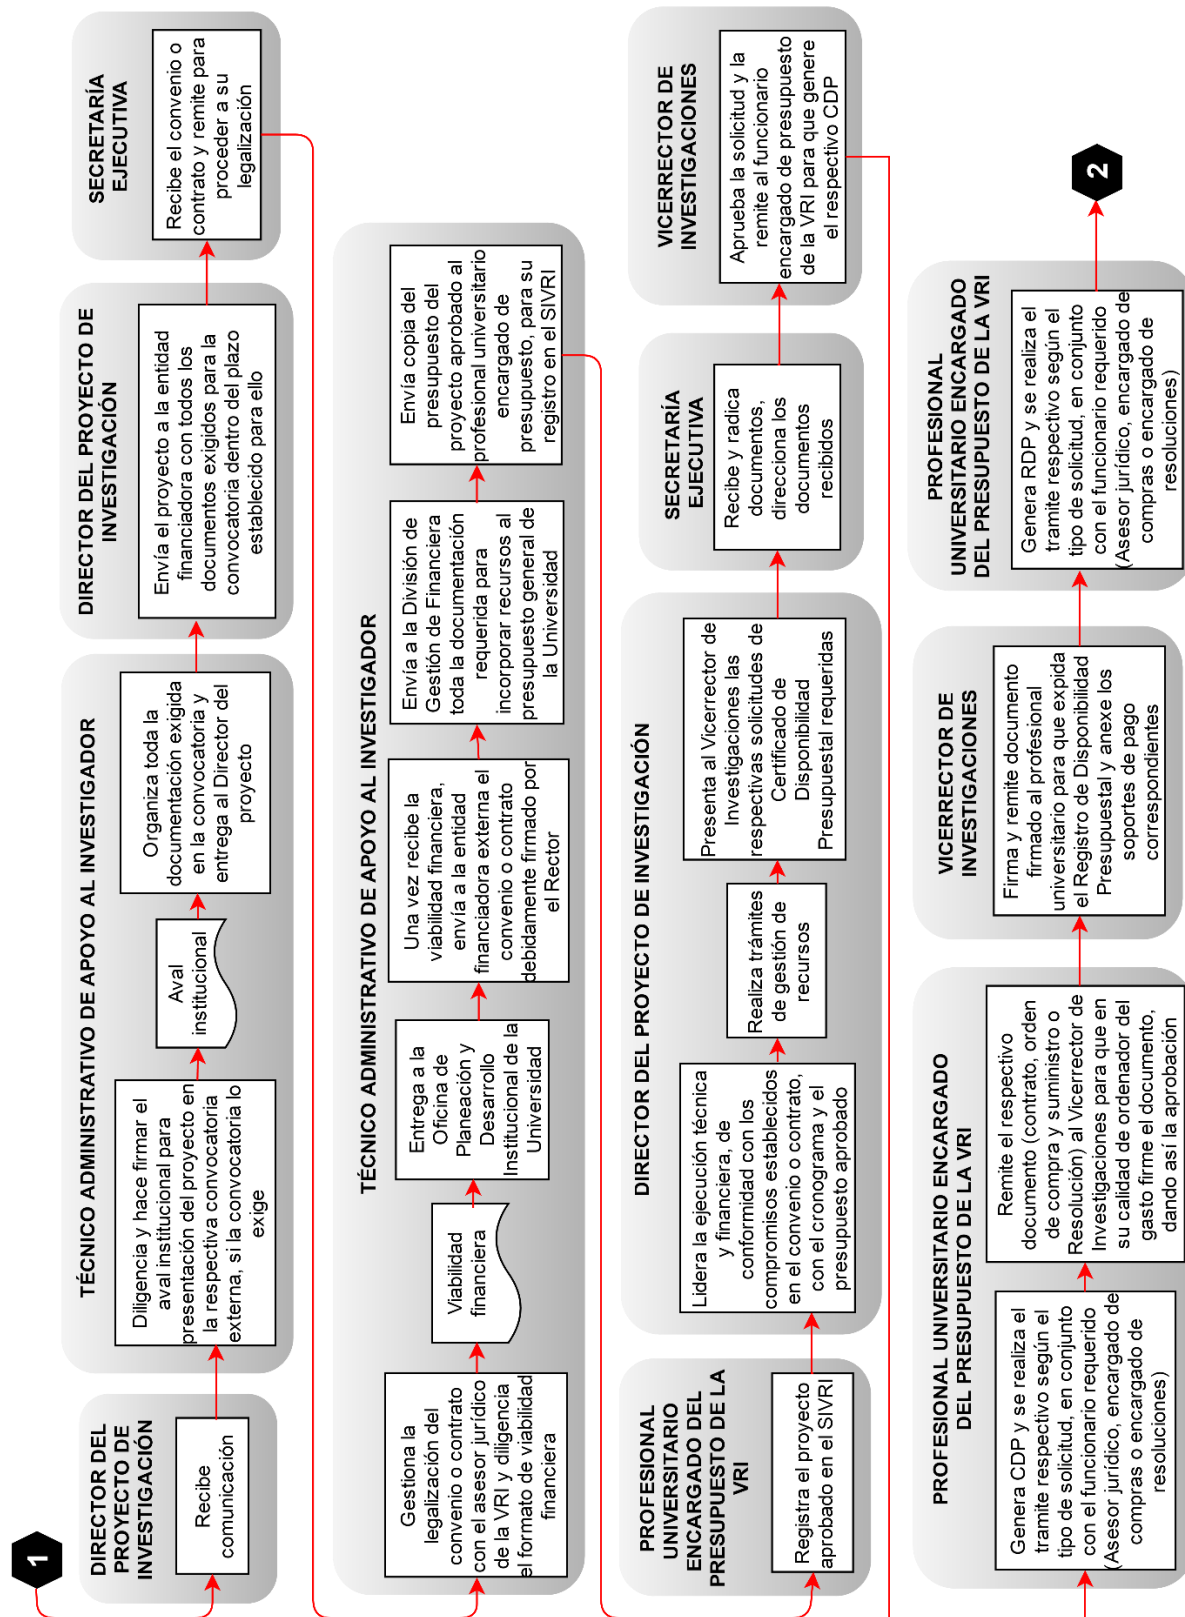 1
DIRECTOR DEL
PROYECTO DE
INVESTIGACIÓN
Recibe
comunicación
TÉCNICO ADMINISTRATIVO DE APOYO AL INVESTIGADOR
Diligencia y hace firmar el
aval institucional para
presentación del proyecto en
la respectiva convocatoria
externa, si la convocatoria lo
exige
Aval
institucional
Organiza toda la
documentación exigida
en la convocatoria y
entrega al Director del
proyecto
DIRECTOR DEL PROYECTO DE
INVESTIGACIÓN
Envía el proyecto a la entidad
financiadora con todos los
documentos exigidos para la
convocatoria dentro del plazo
establecido para ello
SECRETARÍA
EJECUTIVA
Recibe el convenio o
contrato y remite para
proceder a su
legalización
TÉCNICO ADMINISTRATIVO DE APOYO AL INVESTIGADOR
Gestiona la
legalización del
convenio o contrato
con el asesor jurídico
de la VRI y diligencia
el formato de viabilidad
financiera
Viabilidad
financiera
Entrega a la
Oficina de
Planeación y
Desarrollo
Institucional de la
Universidad
Una vez recibe la
viabilidad financiera,
envía a la entidad
financiadora externa el
convenio o contrato
debidamente firmado por
el Rector
Envía a la División de
Gestión de Financiera
toda la documentación
requerida para
incorporar recursos al
presupuesto general de
la Universidad
Envía copia del
presupuesto del
proyecto aprobado al
profesional universitario
encargado de
presupuesto, para su
registro en el SIVRI
PROFESIONAL
UNIVERSITARIO
ENCARGADO DEL
PRESUPUESTO DE LA
VRI
Registra el proyecto
aprobado en el SIVRI
DIRECTOR DEL PROYECTO DE INVESTIGACIÓN
Lidera la ejecución técnica
y financiera, de
conformidad con los
compromisos establecidos
en el convenio o contrato,
con el cronograma y el
presupuesto aprobado
Realiza trámites
de gestión de
recursos
Presenta al Vicerrector de
Investigaciones las
respectivas solicitudes de
Certificado de
Disponibilidad
Presupuestal requeridas
SECRETARÍA
EJECUTIVA
Recibe y radica
documentos,
direcciona los
documentos
recibidos
VICERRECTOR DE
INVESTIGACIONES
Aprueba la solicitud y la
remite al funcionario
encargado de presupuesto
de la VRI para que genere
el respectivo CDP
PROFESIONAL UNIVERSITARIO ENCARGADO
DEL PRESUPUESTO DE LA VRI
Genera CDP y se realiza el
tramite respectivo según el
tipo de solicitud, en conjunto
con el funcionario requerido
(Asesor jurídico, encargado de
compras o encargado de
resoluciones)
Remite el respectivo
documento (contrato, orden
de compra y suministro o
Resolución) al Vicerrector de
Investigaciones para que en
su calidad de ordenador del
gasto firme el documento,
dando así la aprobación
VICERRECTOR DE
INVESTIGACIONES
Firma y remite documento
firmado al profesional
universitario para que expida
el Registro de Disponibilidad
Presupuestal y anexe los
soportes de pago
correspondientes
PROFESIONAL
UNIVERSITARIO ENCARGADO
DEL PRESUPUESTO DE LA VRI
Genera RDP y se realiza el
tramite respectivo según el
tipo de solicitud, en conjunto
con el funcionario requerido
(Asesor jurídico, encargado de
compras o encargado de
resoluciones)
2